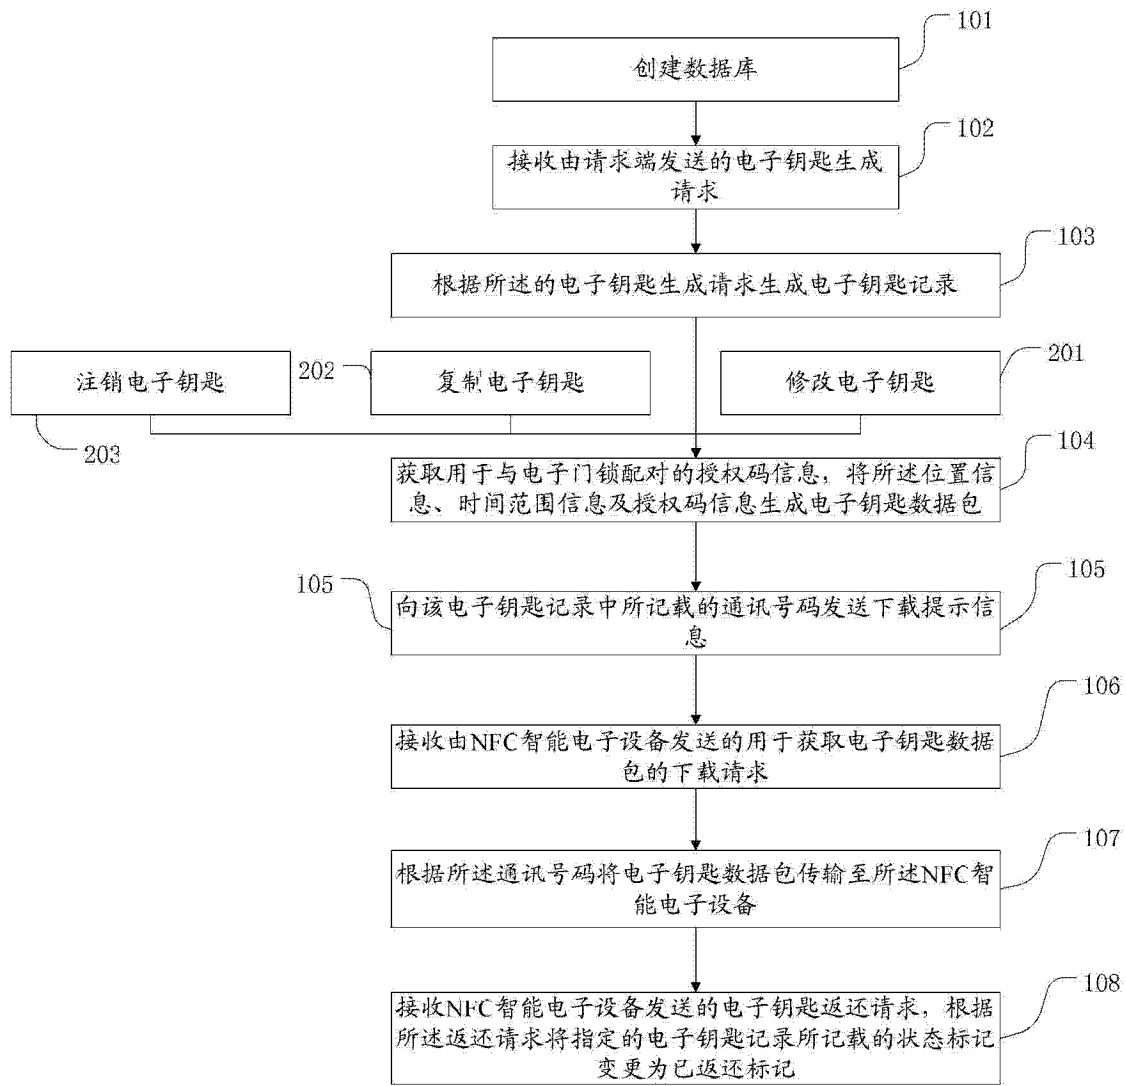 101
创建数据库
102
接收由请求端发送的电子钥匙生成
请求
103
根据所述的电子钥匙生成请求生成电子钥匙记录
注销电子钥匙
202
复制电子钥匙
修改电子钥匙
201
203
104
获取用于与电子门锁配对的授权码信息，将所述位置信
息、时间范围信息及授权码信息生成电子钥匙数据包
105
105
向该电子钥匙记录中所记载的通讯号码发送下载提示信
息
106
接收由NFC智能电子设备发送的用于获取电子钥匙数据
包的下载请求
107
根据所述通讯号码将电子钥匙数据包传输至所述NFC智
能电子设备
108
接收NFC智能电子设备发送的电子钥匙返还请求，根据
所述返还请求将指定的电子钥匙记录所记载的状态标记
变更为已返还标记